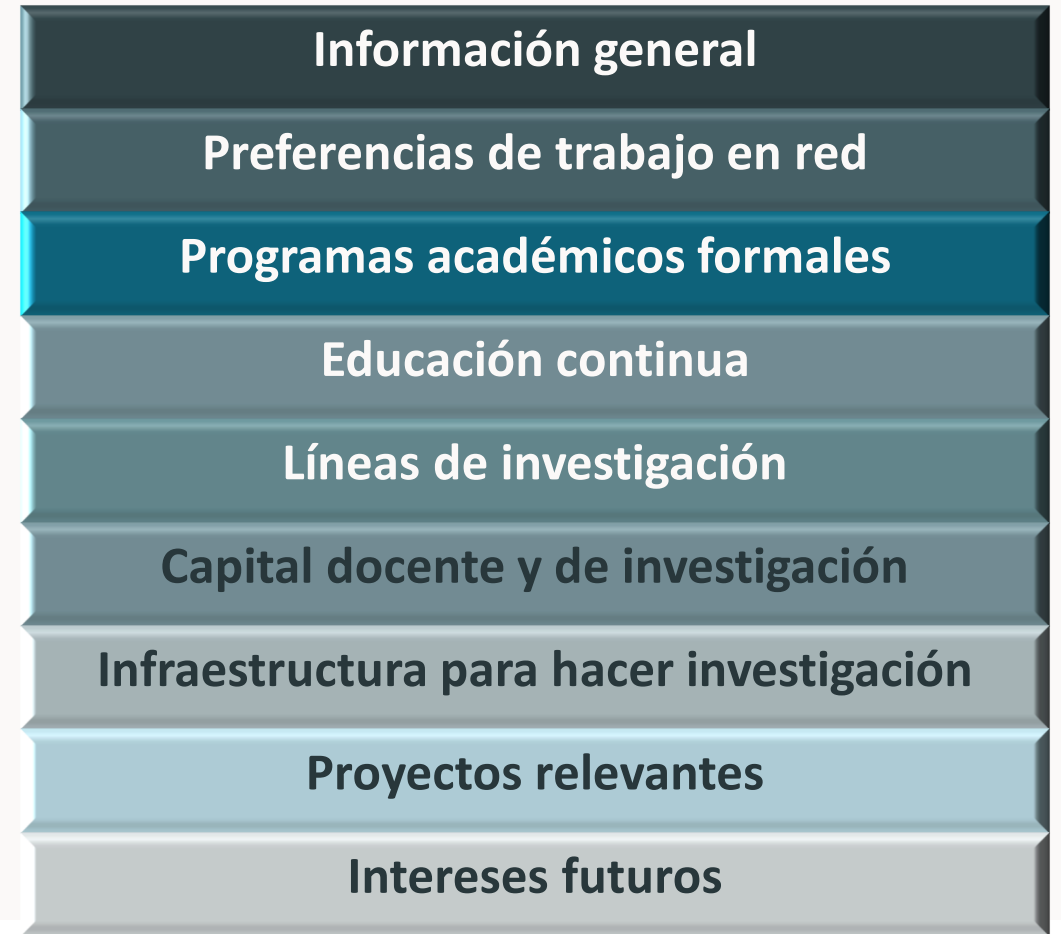 Información general
Preferencias de trabajo en red
Programas académicos formales
Educación continua
Líneas de investigación
Capital docente y de investigación
Infraestructura para hacer investigación
Proyectos relevantes
Intereses futuros